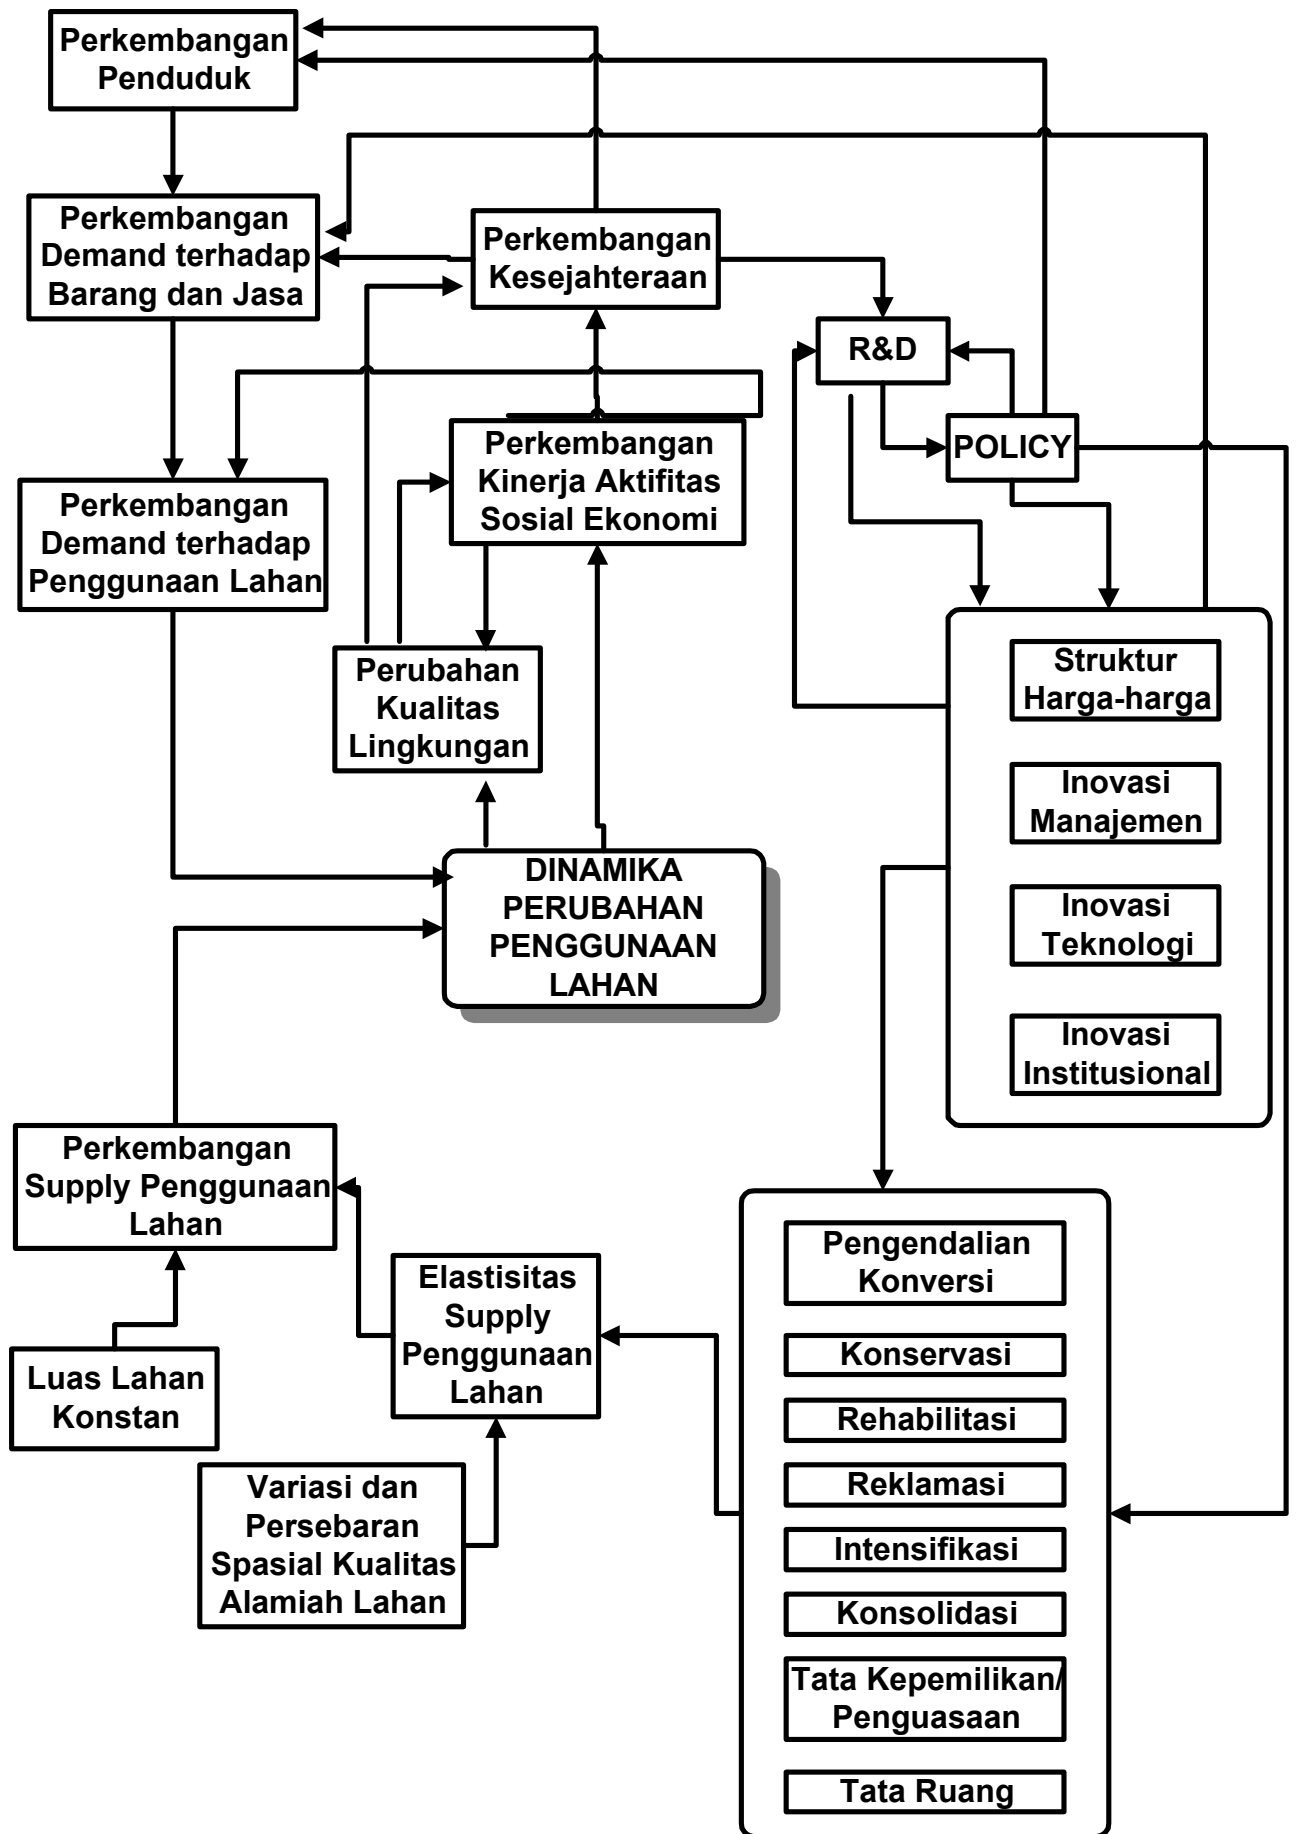 Perkembangan
Penduduk
Perkembangan
Demand terhadap
Barang dan Jasa
Perkembangan
Kesejahteraan
R&D
POLICY
Perkembangan
Kinerja Aktifitas
Sosial Ekonomi
Perkembangan
Demand terhadap
Penggunaan Lahan
Perubahan
Kualitas
Lingkungan
Struktur
Harga-harga
Inovasi
Manajemen
Inovasi
Teknologi
Inovasi
Institusional
DINAMIKA
PERUBAHAN
PENGGUNAAN
LAHAN
Perkembangan
Supply Penggunaan
Lahan
Elastisitas
Supply
Penggunaan
Lahan
Luas Lahan
Konstan
Variasi dan
Persebaran
Spasial Kualitas
Alamiah Lahan
Pengendalian
Konversi
Konservasi
Rehabilitasi
Reklamasi
Intensifikasi
Konsolidasi
Tata Kepemilikan/
Penguasaan
Tata Ruang